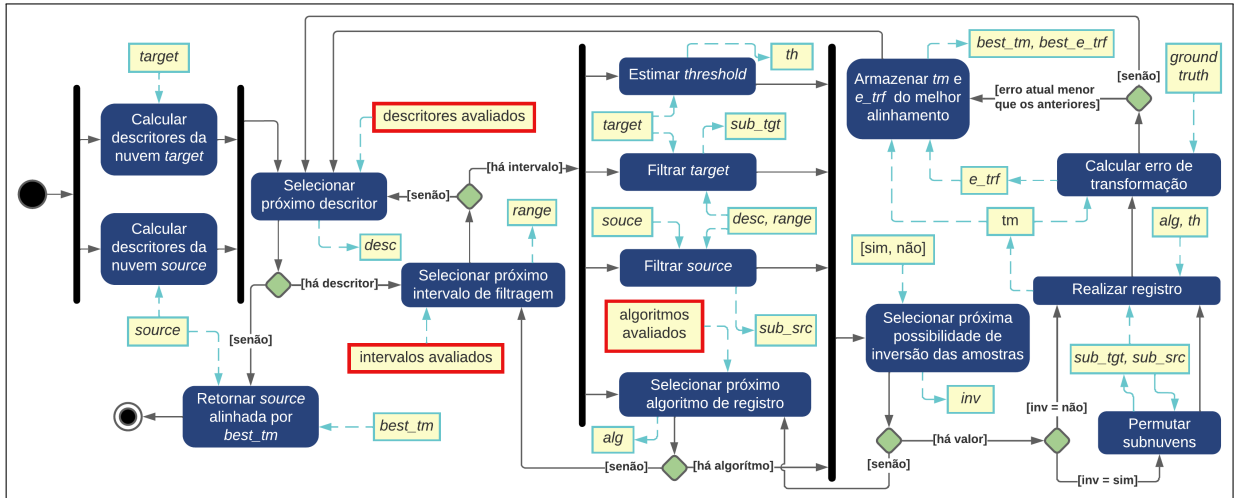 target
Calcular
descritores da
nuvem target
Calcular
descritores da
nuvem source
source
descritores avaliados
Selecionar
próximo descritor
desc
[há descritor]
[senão]
Retornar source
alinhada por
best_tm
best_tm
[senão]
[há intervalo]
range
Selecionar próximo
intervalo de filtragem
intervalos avaliados
Estimar threshold
th
target
sub_tgt
Filtrar target
souce
desc, range
Filtrar source
algoritmos
avaliados
sub_src
Selecionar próximo
algoritmo de registro
alg
[senão]
[há algorítmo]
best_tm, best_e_trf
Armazenar tm e
e_trf do melhor
alinhamento
[senão]
[erro atual menor
que os anteriores]
ground
truth
Calcular erro de
transformação
e_trf
tm
alg, th
[sim, não]
Realizar registro
Selecionar próxima
possibilidade de
inversão das amostras
inv
sub_tgt, sub_src
[inv = não]
[há valor]
[senão]
Permutar
subnuvens
[inv = sim]